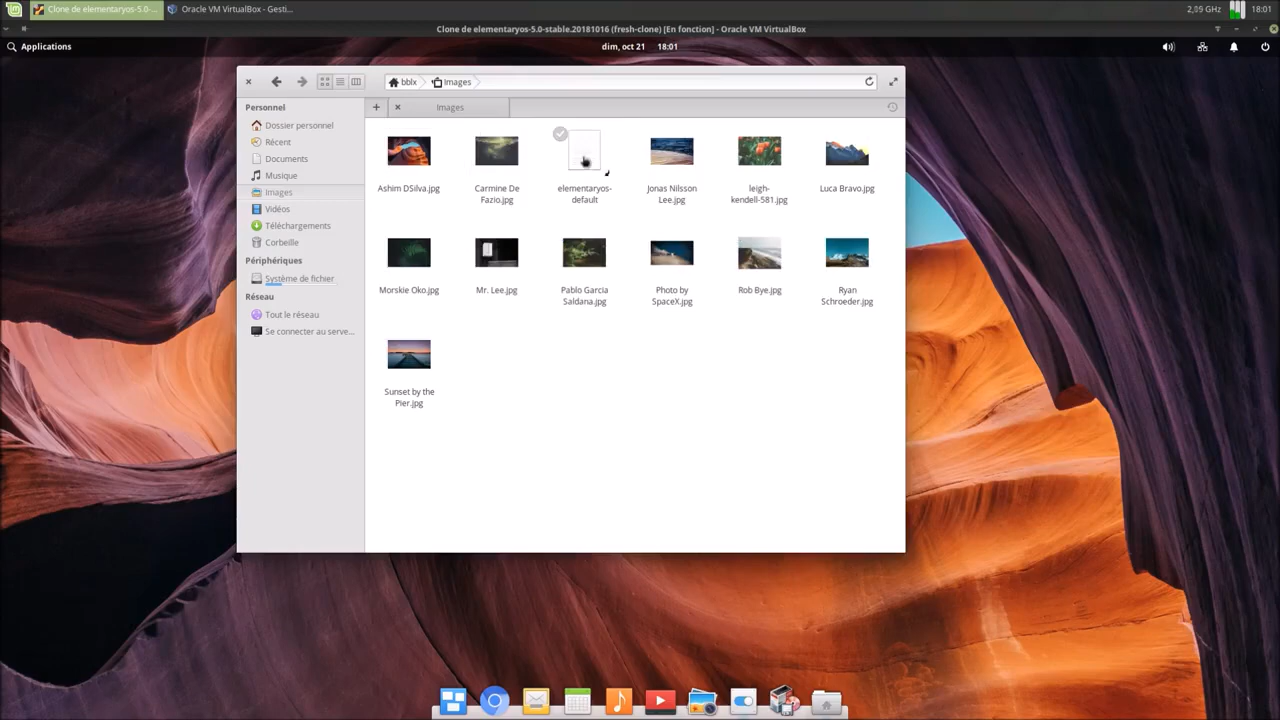 Clone de elementaryos-5.0-...
Oracle VM VirtualBox – Gesti...
2,09 GHz
18:01
Clone de elementaryos-5.0-stable.20181016 (fresh-clone) [En fonction] - Oracle VM VirtualBox
Applications
dim, oct 21 18:01
bblx
Images
Images
Personnel
Dossier personnel
Récent
Documents
Musique
Images
Vidéos
Téléchargements
Corbeille
Périphériques
Système de fichier
Réseau
Tout le réseau
Se connecter au serve...
Ashim DSilva.jpg
Carmine De
Fazio.jpg
elementaryos-
default
Jonas Nilsson
Lee.jpg
leigh-
kendell-581.jpg
Luca Bravo.jpg
Morskie Oko.jpg
Mr. Lee.jpg
Pablo Garcia
Saldana.jpg
Photo by
SpaceX.jpg
Rob Bye.jpg
Ryan
Schroeder.jpg
Sunset by the
Pier.jpg